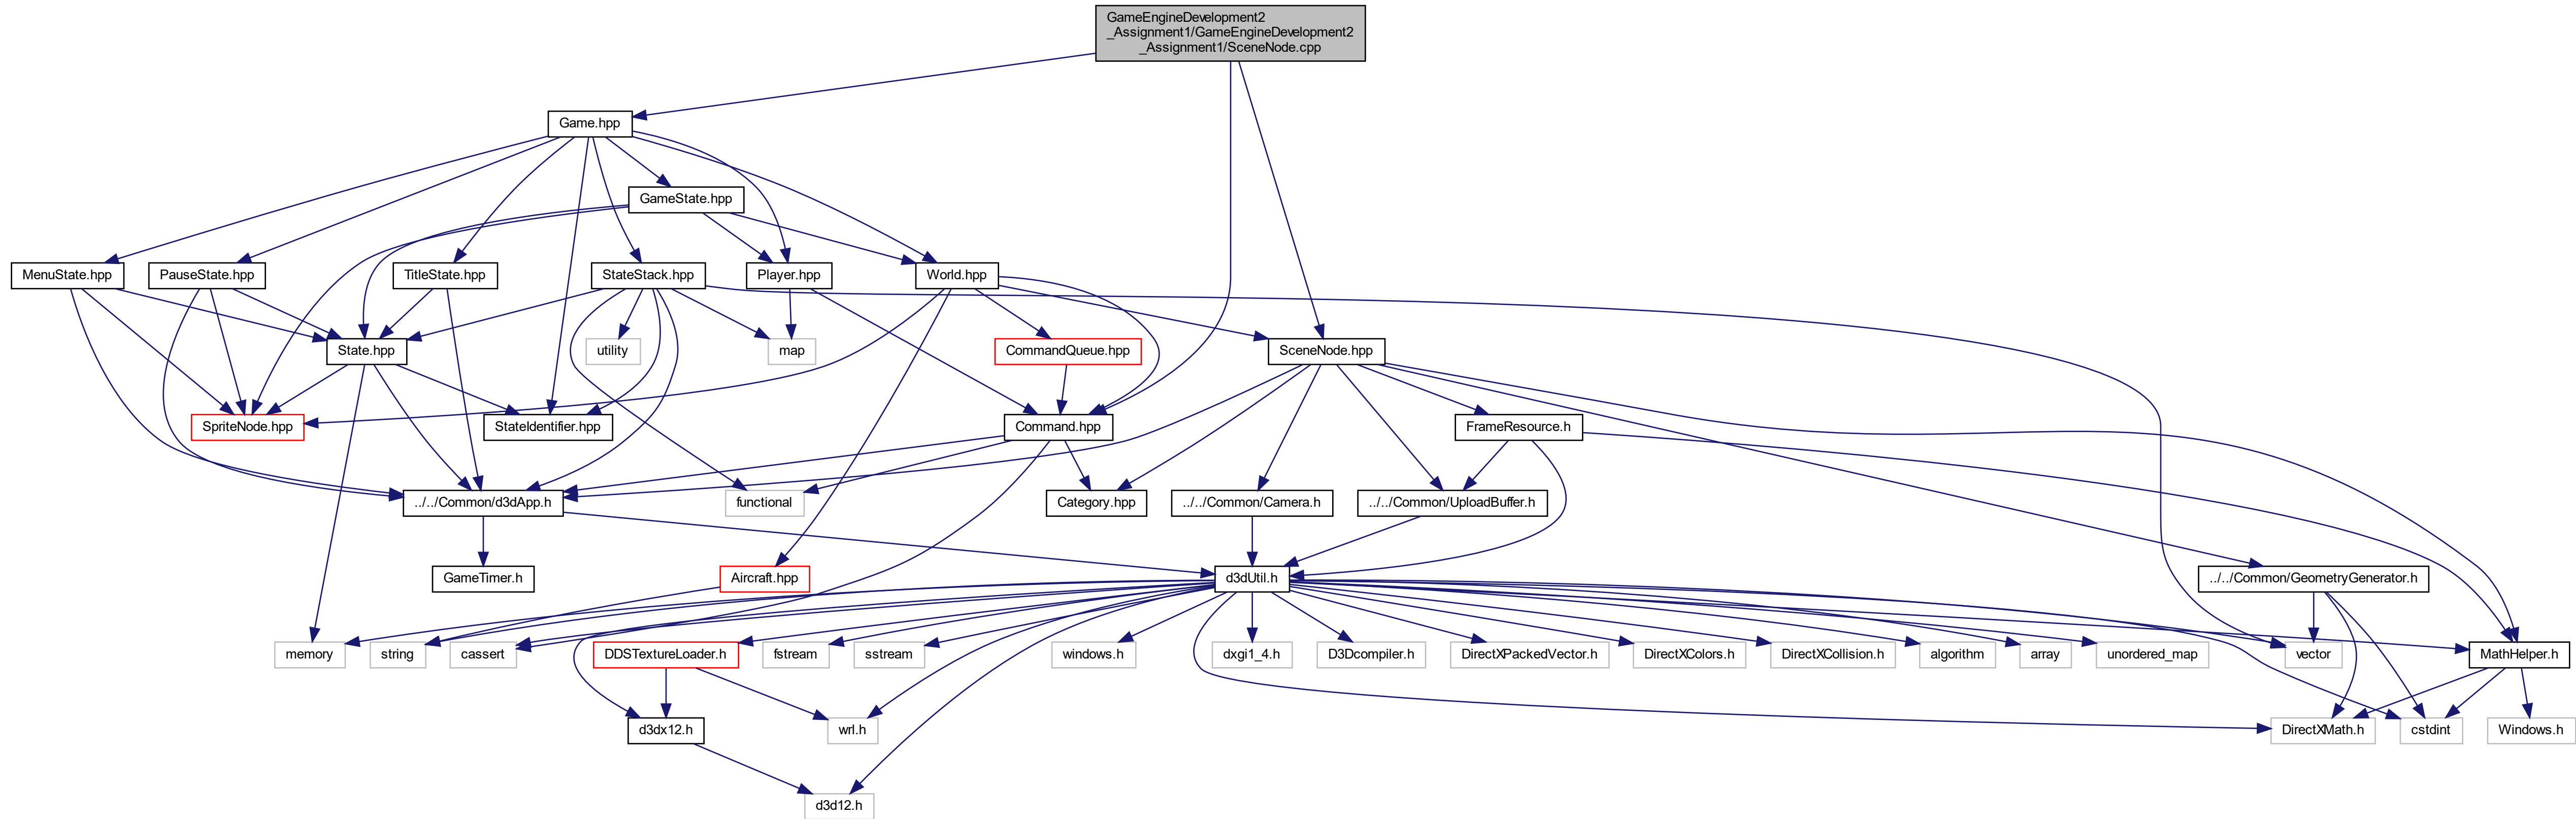 GameEngineDevelopment2
_Assignment1/GameEngineDevelopment2
_Assignment1/SceneNode.cpp
Game.hpp
GameState.hpp
MenuState.hpp
PauseState.hpp
TitleState.hpp
StateStack.hpp
Player.hpp
World.hpp
State.hpp
utility
map
CommandQueue.hpp
SceneNode.hpp
SpriteNode.hpp
StateIdentifier.hpp
Command.hpp
FrameResource.h
../../Common/d3dApp.h
functional
Category.hpp
../../Common/Camera.h
../../Common/UploadBuffer.h
GameTimer.h
Aircraft.hpp
d3dUtil.h
../../Common/GeometryGenerator.h
memory
string
cassert
DDSTextureLoader.h
fstream
sstream
windows.h
dxgi1_4.h
D3Dcompiler.h
DirectXPackedVector.h
DirectXColors.h
DirectXCollision.h
algorithm
array
unordered_map
vector
MathHelper.h
d3dx12.h
wrl.h
DirectXMath.h
cstdint
Windows.h
d3d12.h